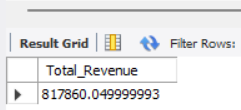 Result Grid Filter Rows:
Total_Revenue
817860.049999993